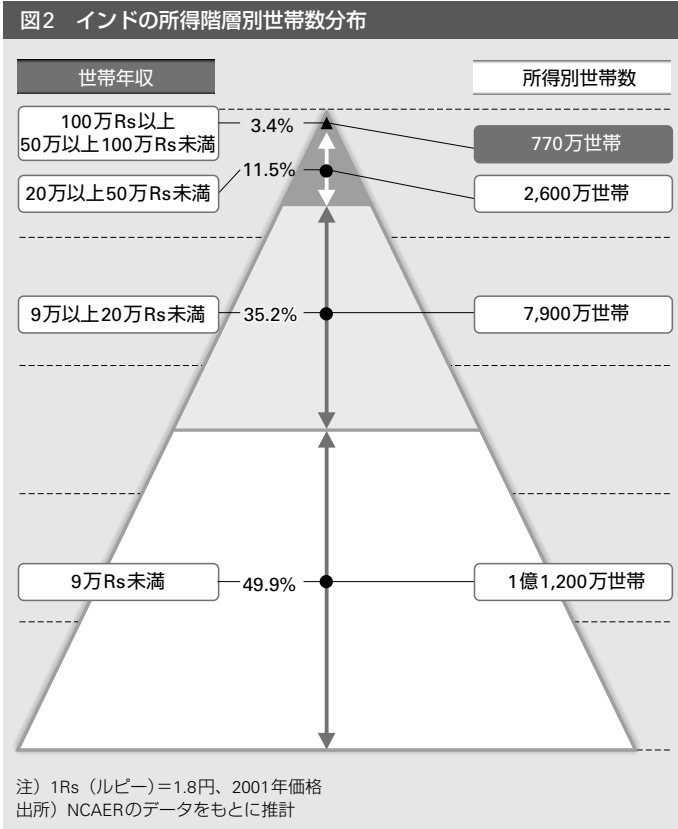 図2 インドの所得階層別世帯数分布
世帯年収
所得別世帯数
100万Rs以上
50万以上100万Rs未満
3.4%
770万世帯
20万以上50万Rs未満
11.5%
2,600万世帯
9万以上20万Rs未満
35.2%
7,900万世帯
9万Rs未満
49.9%
1億1,200万世帯
注）1Rs（ルピー）＝1.8円、2001年価格
出所）NCAERのデータをもとに推計